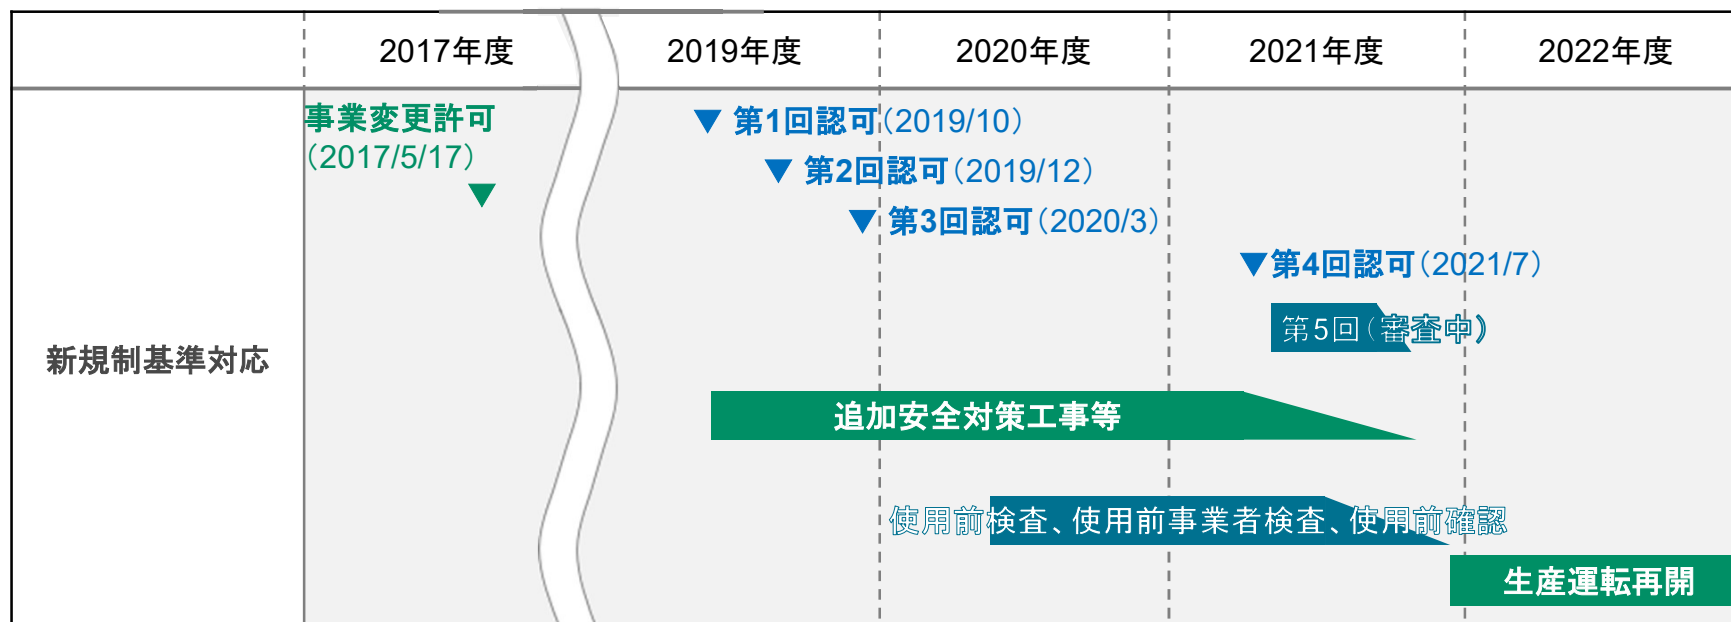 2017年度 2019年度 2020年度 2021年度 2022年度
事業変更許可
（2017/5/17）
▼
▼ 第1回認可（2019/10）
▼ 第2回認可（2019/12）
▼ 第3回認可（2020/3）
▼第4回認可（2021/7）
第5回（審査中）
新規制基準対応
追加安全対策工事等
使用前検査、使用前事業者検査、使用前確認
生産運転再開